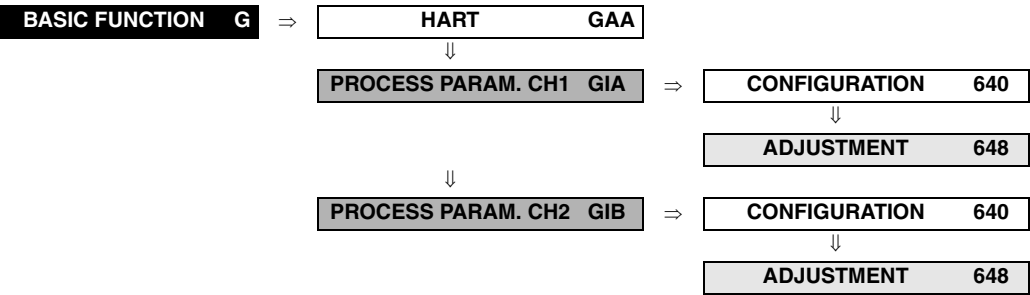 BASIC FUNCTION G ⇒ HART GAA
⇓
PROCESS PARAM. CH1 GIA ⇒ CONFIGURATION 640
⇓
ADJUSTMENT 648
⇓
PROCESS PARAM. CH2 GIB ⇒ CONFIGURATION 640
⇓
ADJUSTMENT 648